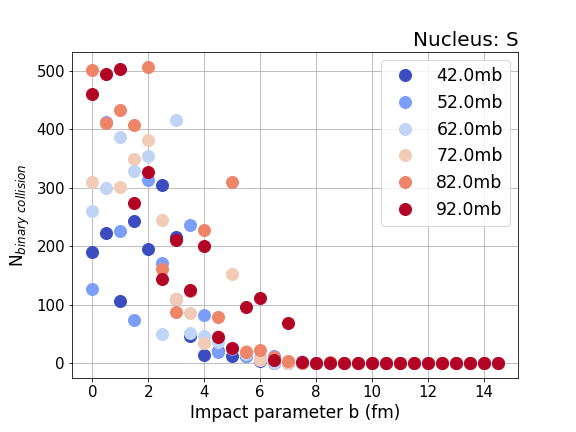 Nucleus: S
500
400
300
200
100
0
N_binary collision
42.0mb
52.0mb
62.0mb
72.0mb
82.0mb
92.0mb
0 2 4 6 8 10 12 14
Impact parameter b (fm)